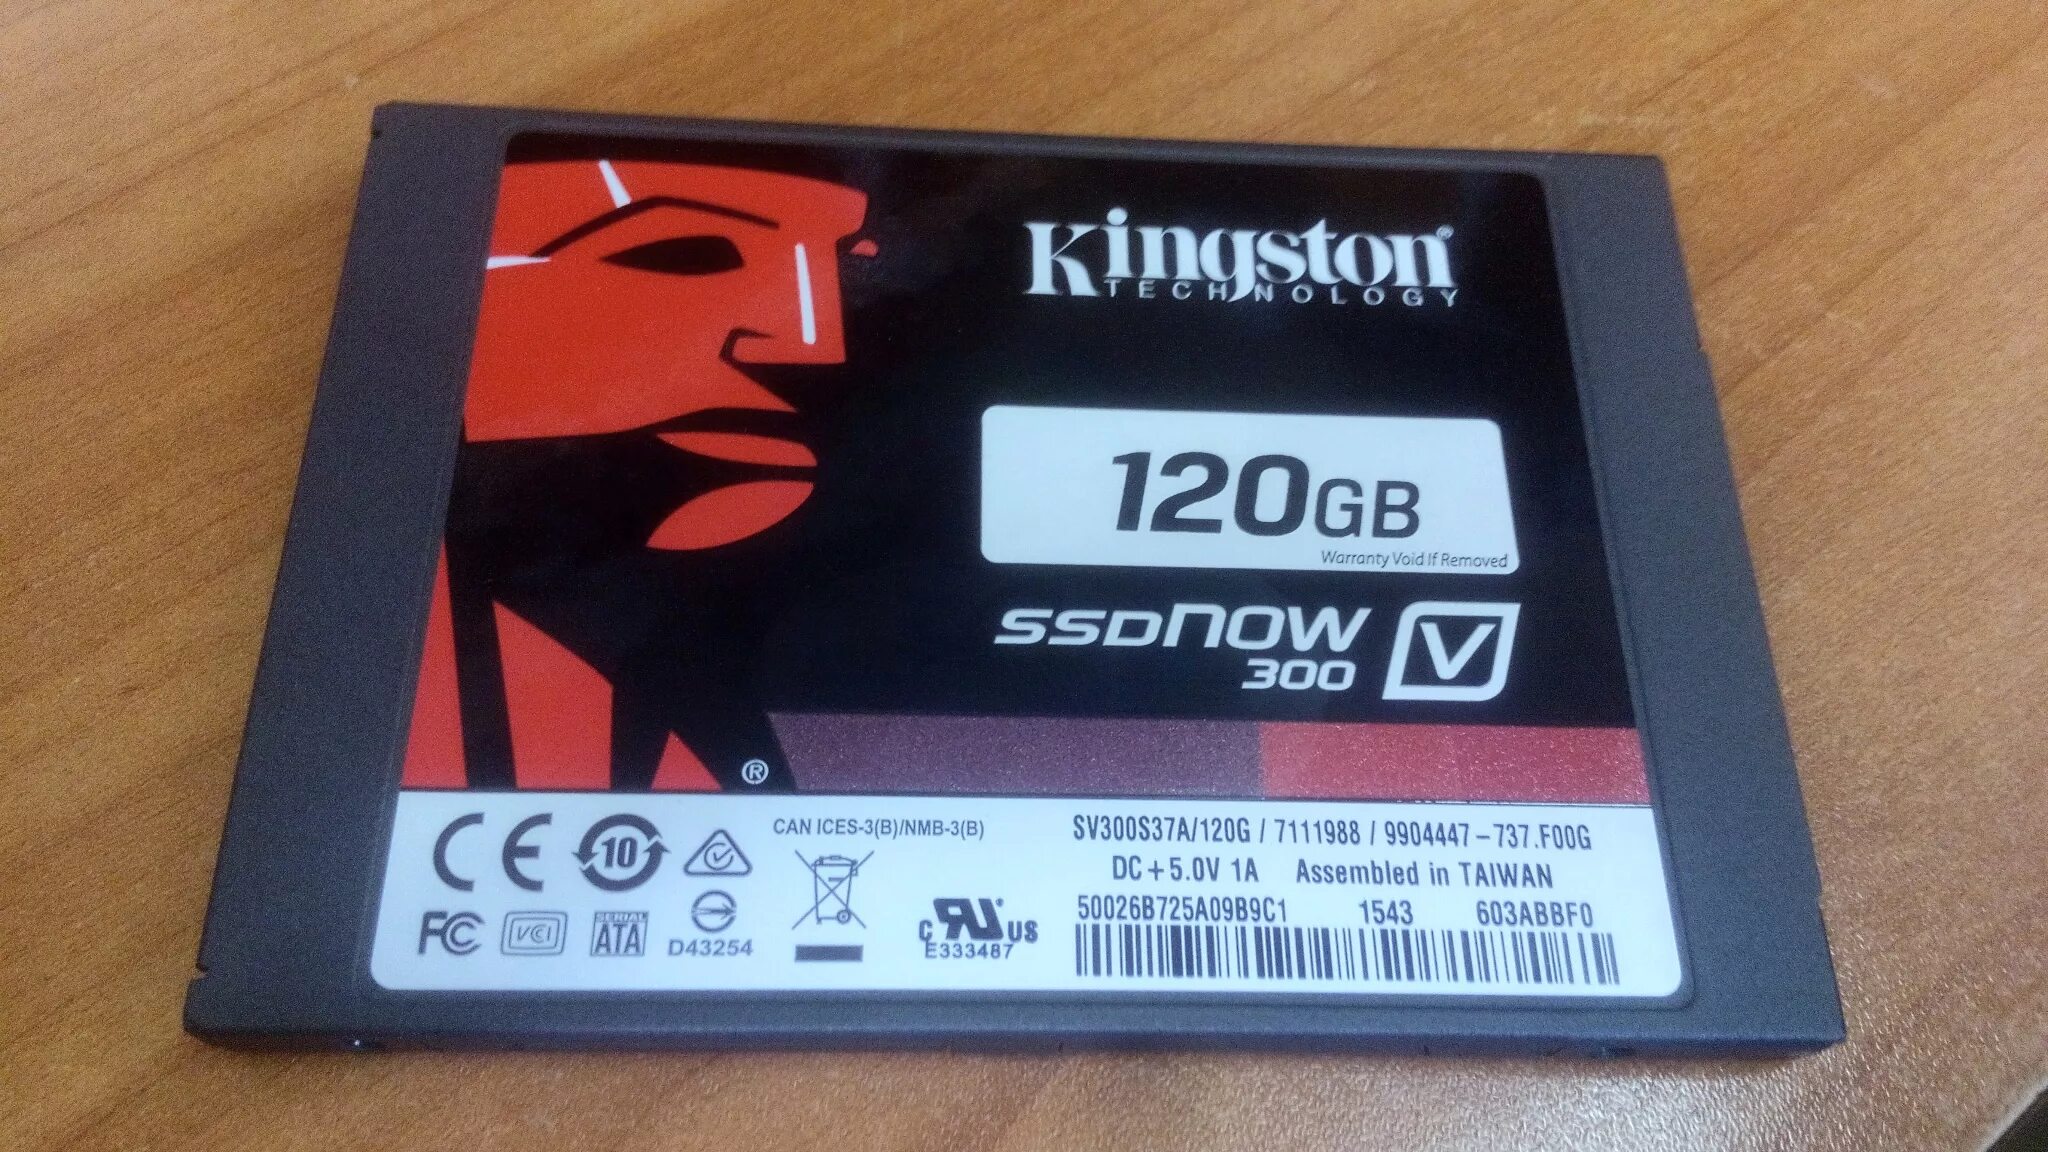 Kingston®
TECHNOLOGY
120GB
Warranty Void If Removed
SSDNOW
300
V
®
CE
10
CAN ICES-3(B)/NMB-3(B)
FC
VCI
SERIAL
ATA
D43254
c RU® US
E333487
SV300S37A/120G / 7111988 / 9904447-737.F00G
DC+5.0V 1A Assembled in TAIWAN
50026B725A09B9C1 1543 603ABBF0